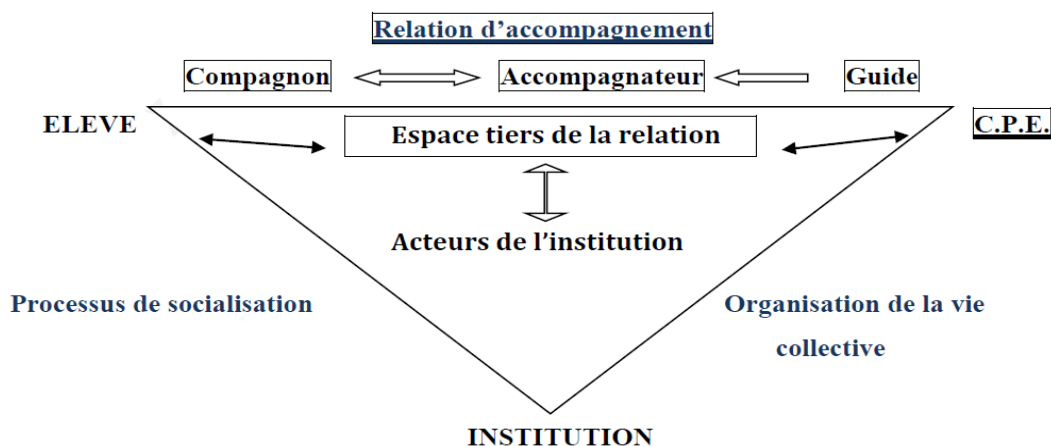 Relation d’accompagnement
Compagnon
Accompagnateur
Guide
ELEVE
Espace tiers de la relation
C.P.E.
Acteurs de l’institution
Processus de socialisation
Organisation de la vie
collective
INSTITUTION